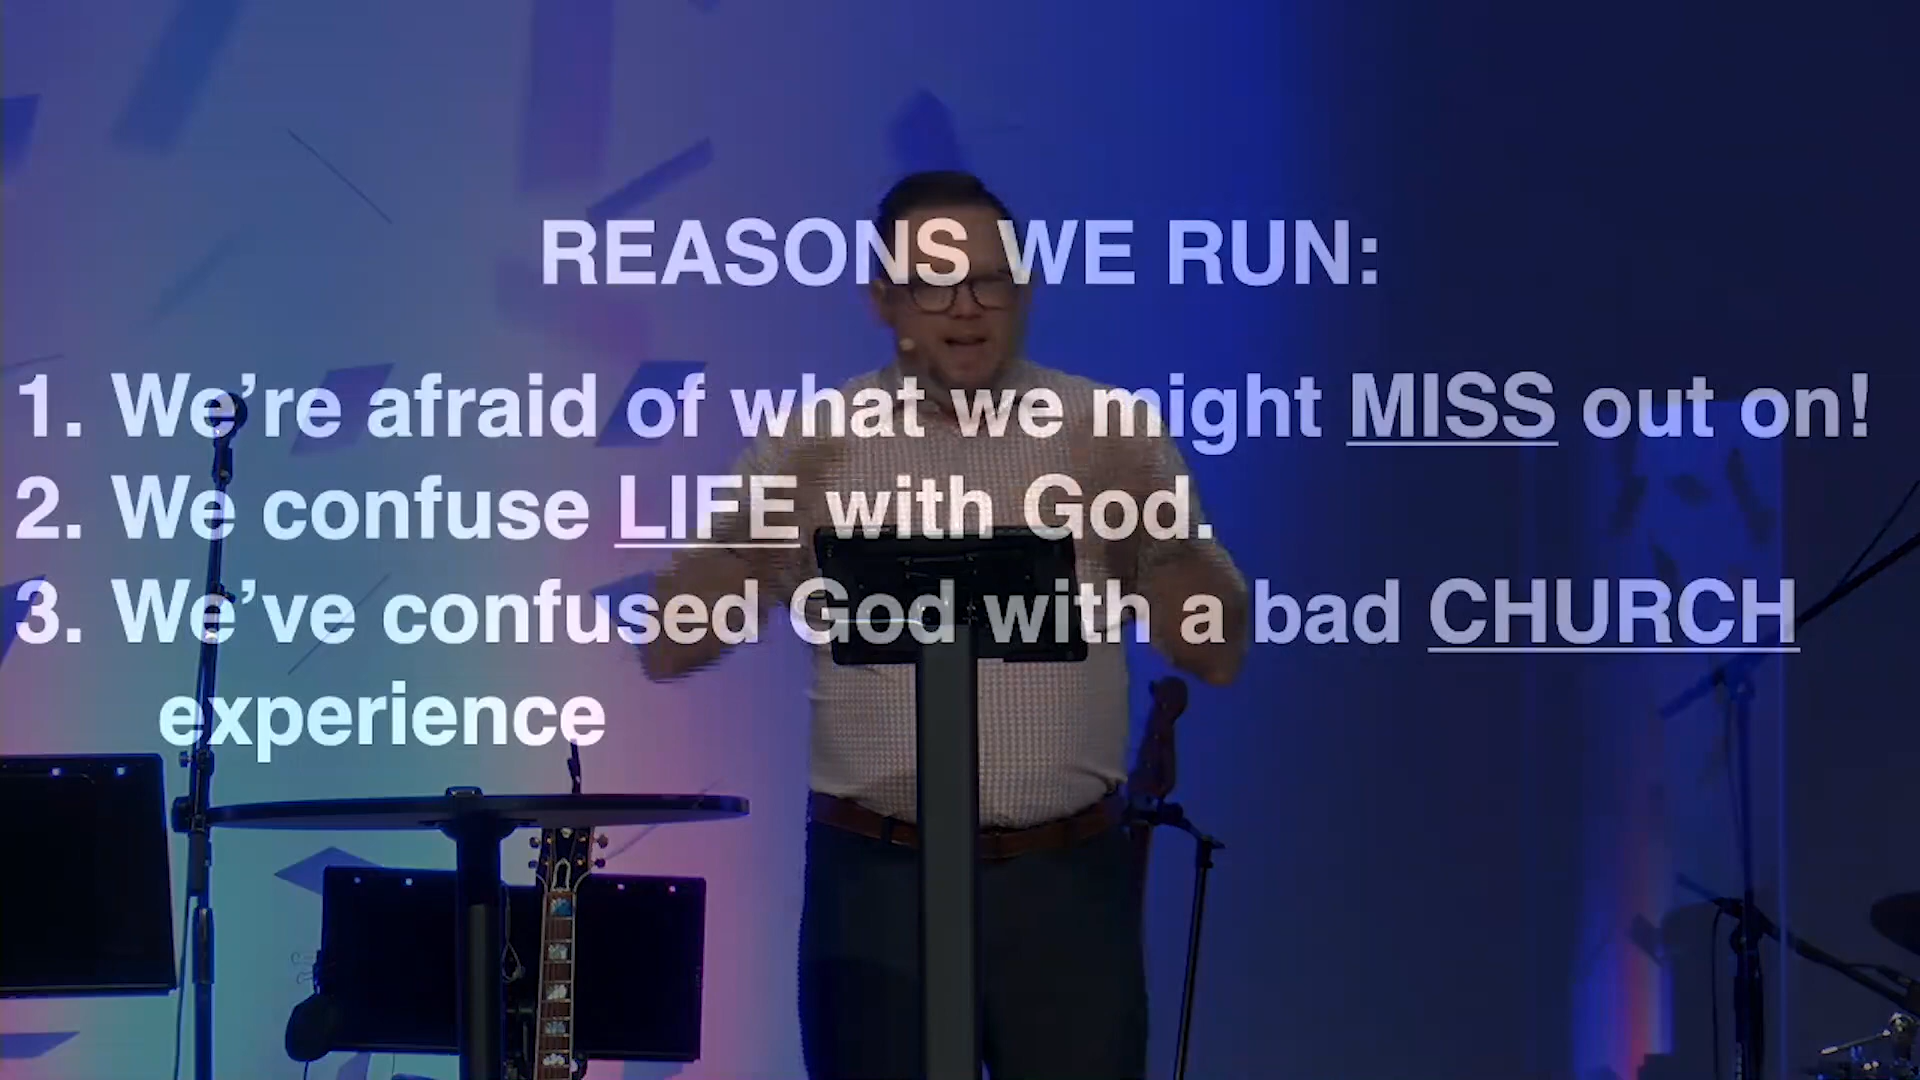 REASONS WE RUN:
1. We’re afraid of what we might MISS out on!
2. We confuse LIFE with God.
3. We’ve confused God with a bad CHURCH
experience